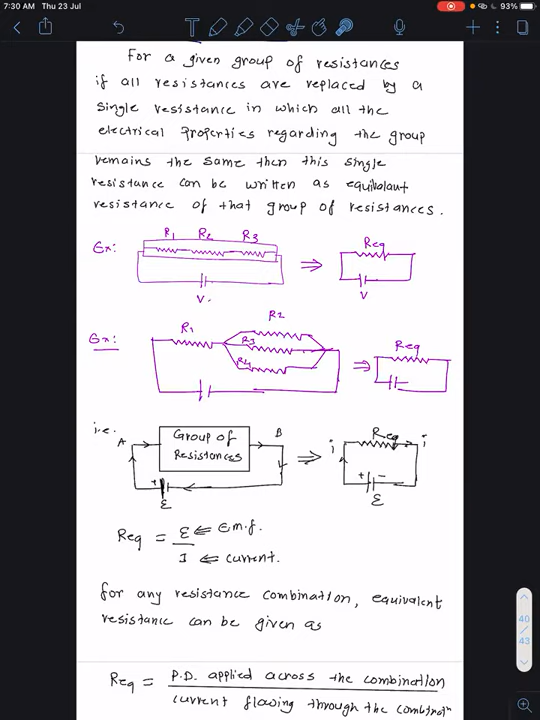 7:30 AM Thu 23 Jul
93%
For a given group of resistances
if all resistances are replaced by a
single resistance in which all the
electrical properties regarding the group
remains the same then this single
resistance can be written as equivalant
resistance of that group of resistances.
Ex: R1 R2 R3 ⇒ Req
V. V
Ex: R1 R2 R3 R4 ⇒ Req
i.e. A Group of Resistances B ⇒ i Req i
+ ε + - ε
Req = ε ⇐ E.m.f.
I ⇐ current.
for any resistance combination, equivalent
resistance can be given as
Req = P.D. applied across the combination
current flowing through the combinatn
40
/
43